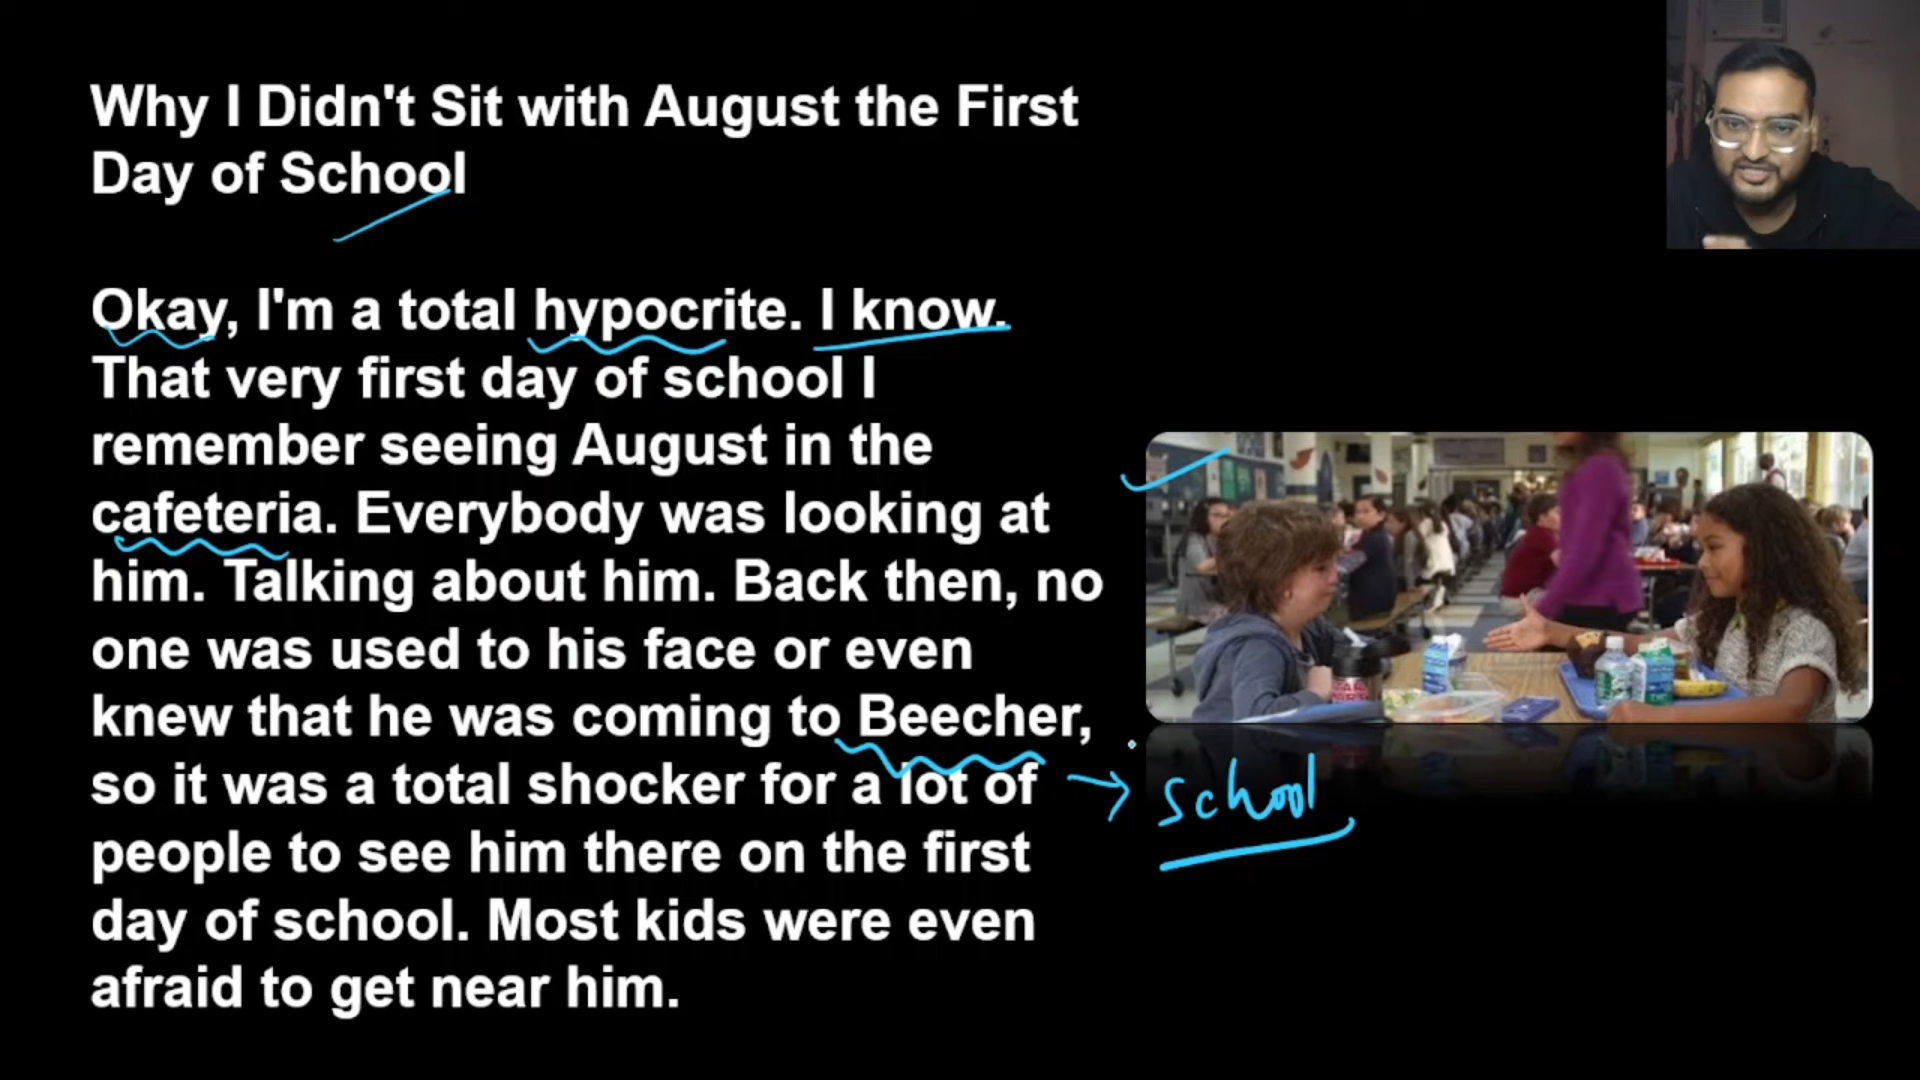 Why I Didn't Sit with August the First
Day of School
Okay, I'm a total hypocrite. I know.
That very first day of school I
remember seeing August in the
cafeteria. Everybody was looking at
him. Talking about him. Back then, no
one was used to his face or even
knew that he was coming to Beecher,
so it was a total shocker for a lot of
people to see him there on the first
day of school. Most kids were even
afraid to get near him.
school